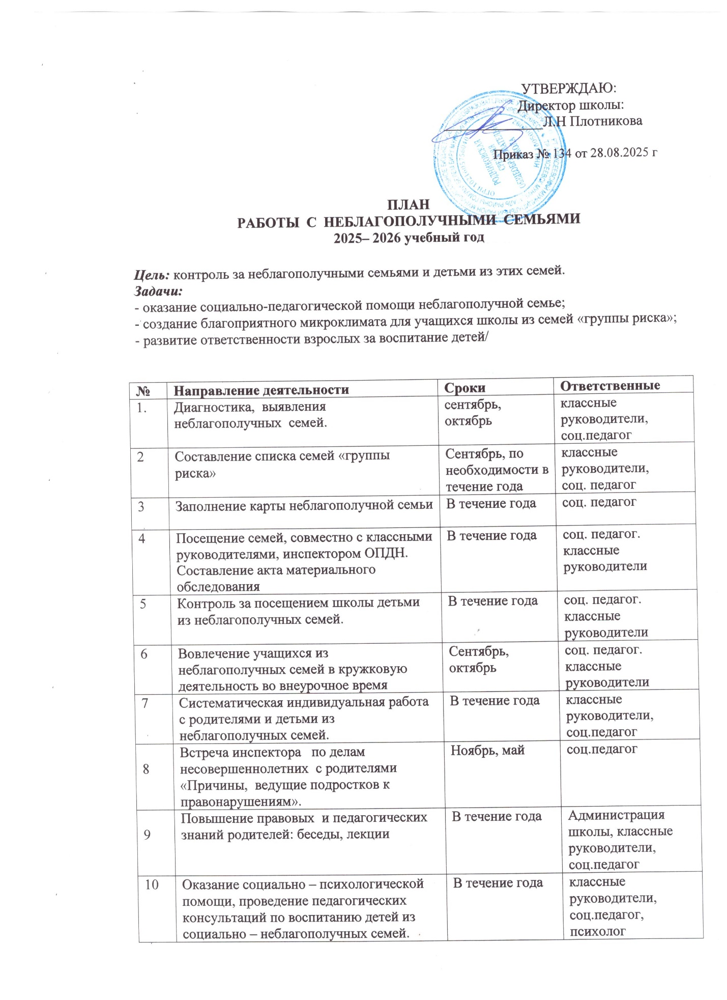 УТВЕРЖДАЮ:
Директор школы:
______________Л.Н Плотникова
Приказ № 134 от 28.08.2025 г
РОДНИКОВСКАЯ
СРЕДНЯЯ
ШКОЛА
ПЛАН
РАБОТЫ С НЕБЛАГОПОЛУЧНЫМИ СЕМЬЯМИ
2025– 2026 учебный год
Цель: контроль за неблагополучными семьями и детьми из этих семей.
Задачи:
- оказание социально-педагогической помощи неблагополучной семье;
- создание благоприятного микроклимата для учащихся школы из семей «группы риска»;
- развитие ответственности взрослых за воспитание детей/
№ Направление деятельности Сроки Ответственные
1. Диагностика, выявления сентябрь, классные
неблагополучных семей. октябрь руководители,
соц.педагог
2 Составление списка семей «группы Сентябрь, по классные
риска» необходимости в руководители,
течение года соц. педагог
3 Заполнение карты неблагополучной семьи В течение года соц. педагог
4 Посещение семей, совместно с классными В течение года соц. педагог.
руководителями, инспектором ОПДН. классные
Составление акта материального руководители
обследования
5 Контроль за посещением школы детьми В течение года соц. педагог.
из неблагополучных семей. классные
руководители
6 Вовлечение учащихся из Сентябрь, соц. педагог.
неблагополучных семей в кружковую октябрь классные
деятельность во внеурочное время руководители
7 Систематическая индивидуальная работа В течение года классные
с родителями и детьми из руководители,
неблагополучных семей. соц.педагог
Встреча инспектора по делам Ноябрь, май соц.педагог
8 несовершеннолетних с родителями
«Причины, ведущие подростков к
правонарушениям».
Повышение правовых и педагогических В течение года Администрация
9 знаний родителей: беседы, лекции школы, классные
руководители,
соц.педагог
10 Оказание социально – психологической В течение года классные
помощи, проведение педагогических руководители,
консультаций по воспитанию детей из соц.педагог,
социально – неблагополучных семей. психолог